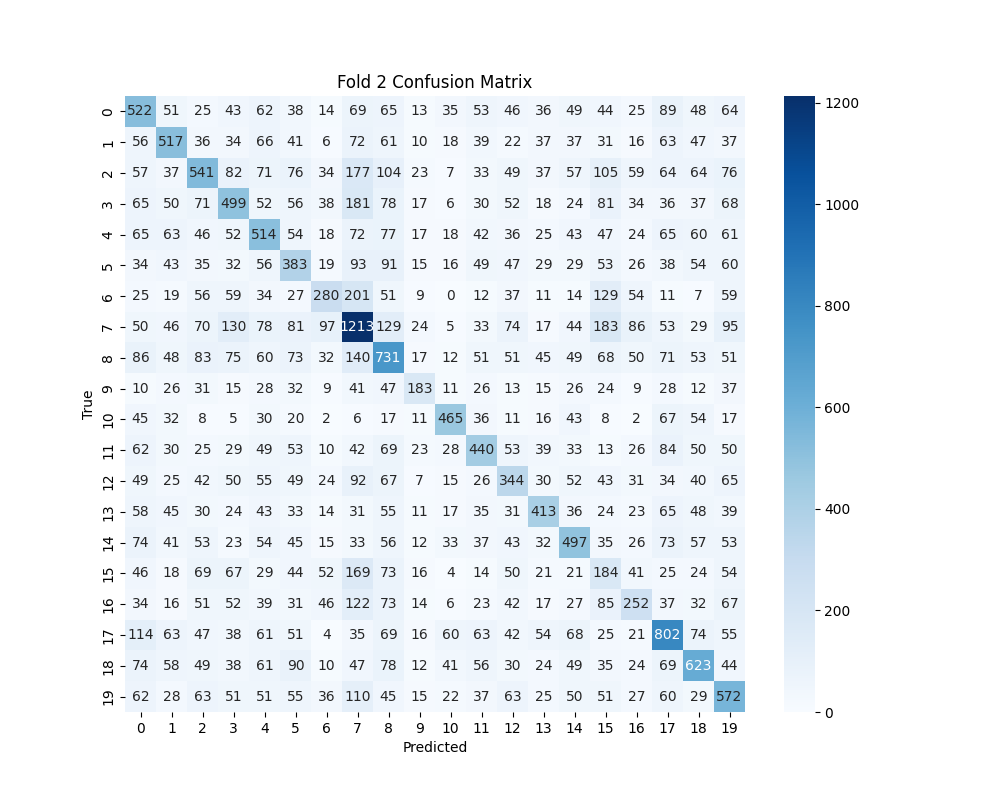 Fold 2 Confusion Matrix
0 522 51 25 43 62 38 14 69 65 13 35 53 46 36 49 44 25 89 48 64
1 56 517 36 34 66 41 6 72 61 10 18 39 22 37 37 31 16 63 47 37
2 57 37 541 82 71 76 34 177 104 23 7 33 49 37 57 105 59 64 64 76
3 65 50 71 499 52 56 38 181 78 17 6 30 52 18 24 81 34 36 37 68
4 65 63 46 52 514 54 18 72 77 17 18 42 36 25 43 47 24 65 60 61
5 34 43 35 32 56 383 19 93 91 15 16 49 47 29 29 53 26 38 54 60
6 25 19 56 59 34 27 280 201 51 9 0 12 37 11 14 129 54 11 7 59
7 50 46 70 130 78 81 97 1213 129 24 5 33 74 17 44 183 86 53 29 95
8 86 48 83 75 60 73 32 140 731 17 12 51 51 45 49 68 50 71 53 51
9 10 26 31 15 28 32 9 41 47 183 11 26 13 15 26 24 9 28 12 37
10 45 32 8 5 30 20 2 6 17 11 465 36 11 16 43 8 2 67 54 17
11 62 30 25 29 49 53 10 42 69 23 28 440 53 39 33 13 26 84 50 50
12 49 25 42 50 55 49 24 92 67 7 15 26 344 30 52 43 31 34 40 65
13 58 45 30 24 43 33 14 31 55 11 17 35 31 413 36 24 23 65 48 39
14 74 41 53 23 54 45 15 33 56 12 33 37 43 32 497 35 26 73 57 53
15 46 18 69 67 29 44 52 169 73 16 4 14 50 21 21 184 41 25 24 54
16 34 16 51 52 39 31 46 122 73 14 6 23 42 17 27 85 252 37 32 67
17 114 63 47 38 61 51 4 35 69 16 60 63 42 54 68 25 21 802 74 55
18 74 58 49 38 61 90 10 47 78 12 41 56 30 24 49 35 24 69 623 44
19 62 28 63 51 51 55 36 110 45 15 22 37 63 25 50 51 27 60 29 572
0 1 2 3 4 5 6 7 8 9 10 11 12 13 14 15 16 17 18 19
Predicted
True
1200
1000
800
600
400
200
0